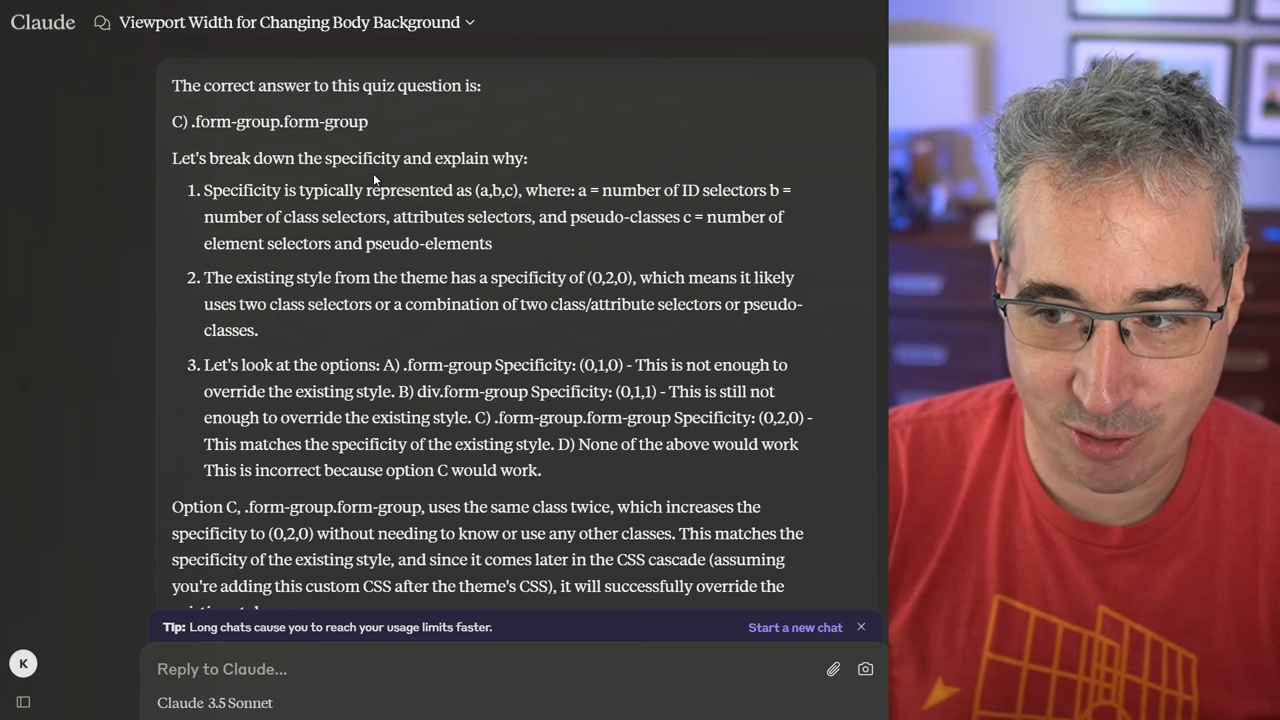 Claude
Viewport Width for Changing Body Background
The correct answer to this quiz question is:
C) .form-group.form-group
Let's break down the specificity and explain why:
1. Specificity is typically represented as (a,b,c), where: a = number of ID selectors b =
number of class selectors, attributes selectors, and pseudo-classes c = number of
element selectors and pseudo-elements
2. The existing style from the theme has a specificity of (0,2,0), which means it likely
uses two class selectors or a combination of two class/attribute selectors or pseudo-
classes.
3. Let's look at the options: A) .form-group Specificity: (0,1,0) - This is not enough to
override the existing style. B) div.form-group Specificity: (0,1,1) - This is still not
enough to override the existing style. C) .form-group.form-group Specificity: (0,2,0) -
This matches the specificity of the existing style. D) None of the above would work
This is incorrect because option C would work.
Option C, .form-group.form-group, uses the same class twice, which increases the
specificity to (0,2,0) without needing to know or use any other classes. This matches the
specificity of the existing style, and since it comes later in the CSS cascade (assuming
you're adding this custom CSS after the theme's CSS), it will successfully override the
Tip: Long chats cause you to reach your usage limits faster.
Start a new chat
K
Reply to Claude...
Claude 3.5 Sonnet